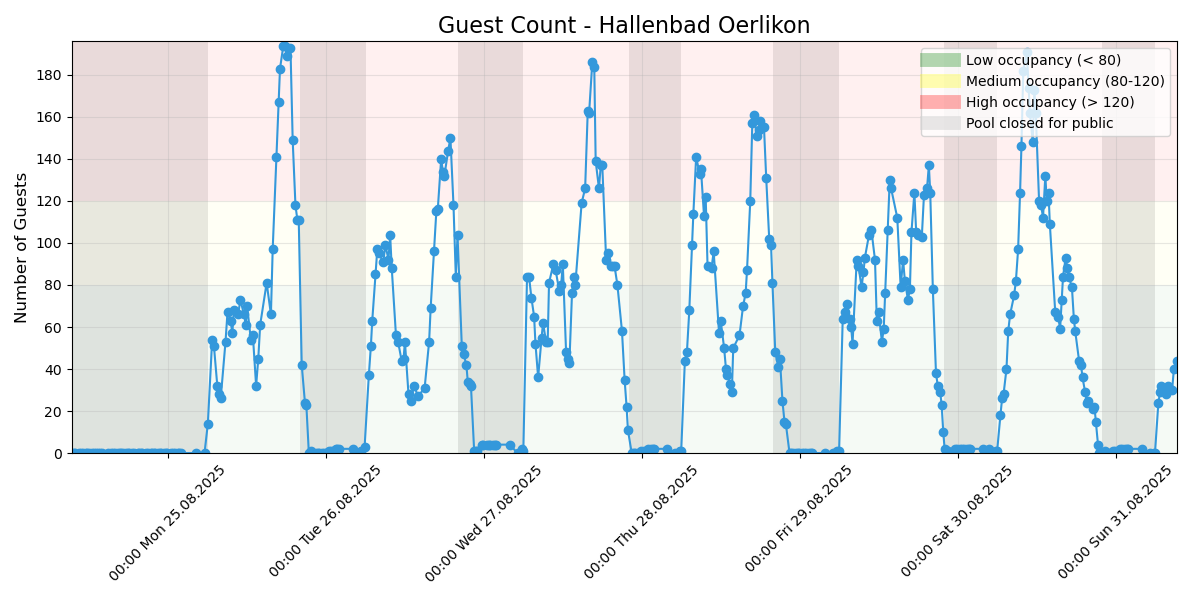 Guest Count - Hallenbad Oerlikon
Low occupancy (< 80)
Medium occupancy (80-120)
High occupancy (> 120)
Pool closed for public
Number of Guests
180
160
140
120
100
80
60
40
20
0
00:00 Mon 25.08.2025
00:00 Tue 26.08.2025
00:00 Wed 27.08.2025
00:00 Thu 28.08.2025
00:00 Fri 29.08.2025
00:00 Sat 30.08.2025
00:00 Sun 31.08.2025